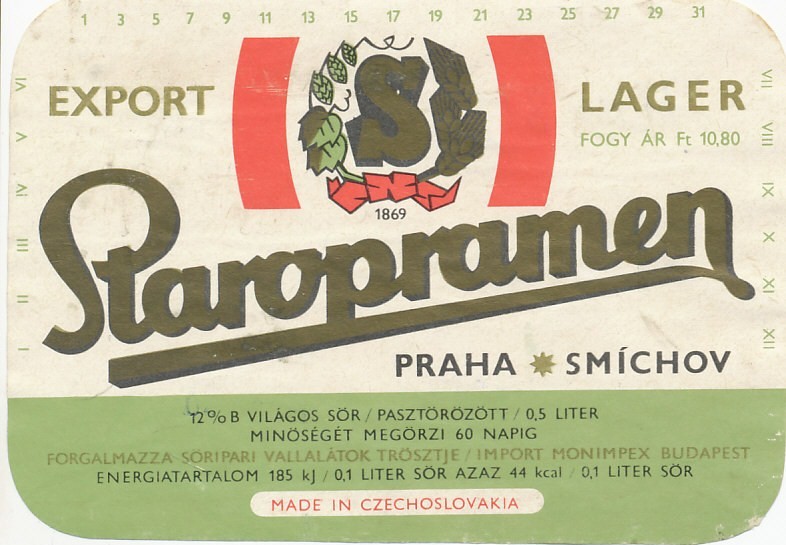 1 3 5 7 9 11 13 15 17 19 21 23 25 27 29 31
EXPORT
S
LAGER
FOGY ÁR Ft 10,80
1869
Staropramen
PRAHA SMÍCHOV
I II III IV V VI
VII VIII IX X XI XII
12%B VILÁGOS SÖR / PASZTÖRÖZÖTT / 0,5 LITER
MINŐSÉGÉT MEGŐRZI 60 NAPIG
FORGALMAZZA SÖRIPARI VALLALÁTOK TRÖSZTJE / IMPORT MONIMPEX BUDAPEST
ENERGIATARTALOM 185 kJ / 0,1 LITER SÖR AZAZ 44 kcal / 0,1 LITER SÖR
MADE IN CZECHOSLOVAKIA